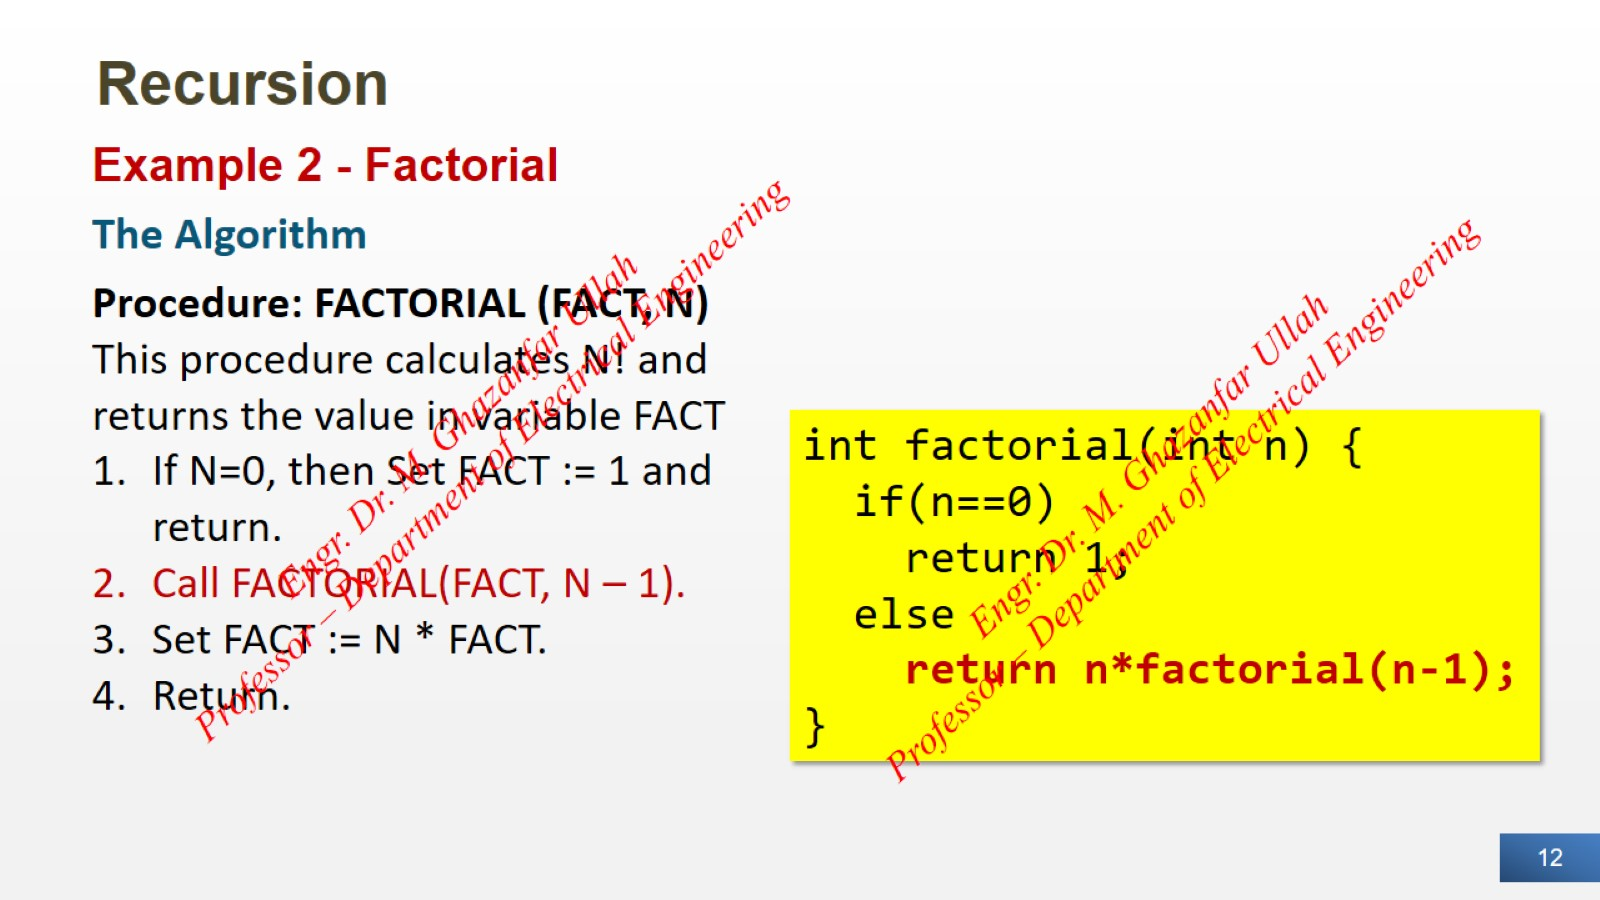 Recursion
Example 2 - Factorial
The Algorithm
Procedure: FACTORIAL (FACT, N)
This procedure calculates N! and
returns the value in variable FACT
1. If N=0, then Set FACT := 1 and
return.
2. Call FACTORIAL(FACT, N – 1).
3. Set FACT := N * FACT.
4. Return.
Engr. Dr. M. Ghazanfar Ullah
Professor – Department of Electrical Engineering
int factorial(int n) {
if(n==0)
return 1;
else
return n*factorial(n-1);
}
Engr. Dr. M. Ghazanfar Ullah
Professor – Department of Electrical Engineering
12